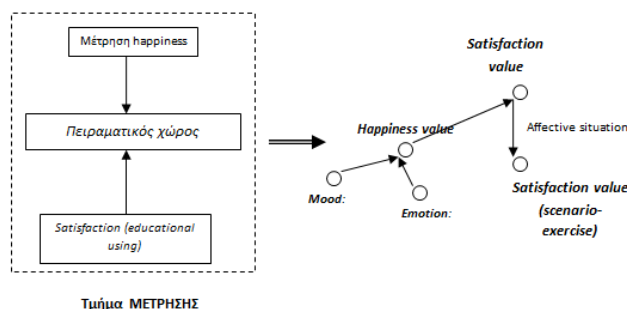 Μέτρηση happiness
Πειραματικός χώρος
Satisfaction (educational
using)
Τμήμα ΜΕΤΡΗΣΗΣ
Satisfaction
value
Happiness value
Affective situation
Mood:
Emotion:
Satisfaction value
(scenario-
exercise)